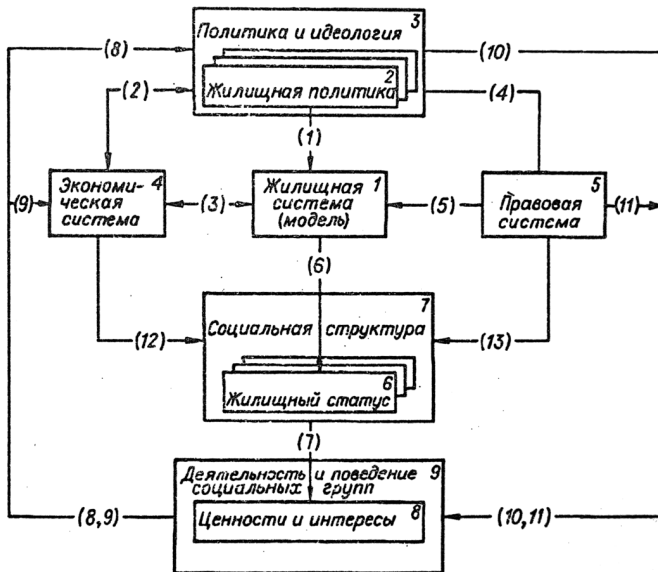 Политика и идеология 3
(8)
(10)
2
Жилищная политика
(2)
(4)
(1)
Экономи- 4
ческая
система
Жилищная 1
система
(модель)
5
Правовая
система
(9)
(3)
(5)
(11)
(6)
7
Социальная структура
(12)
(13)
6
Жилищный статус
(7)
Деятельность и поведение 9
социальных групп
(8,9)
Ценности и интересы 8
(10,11)